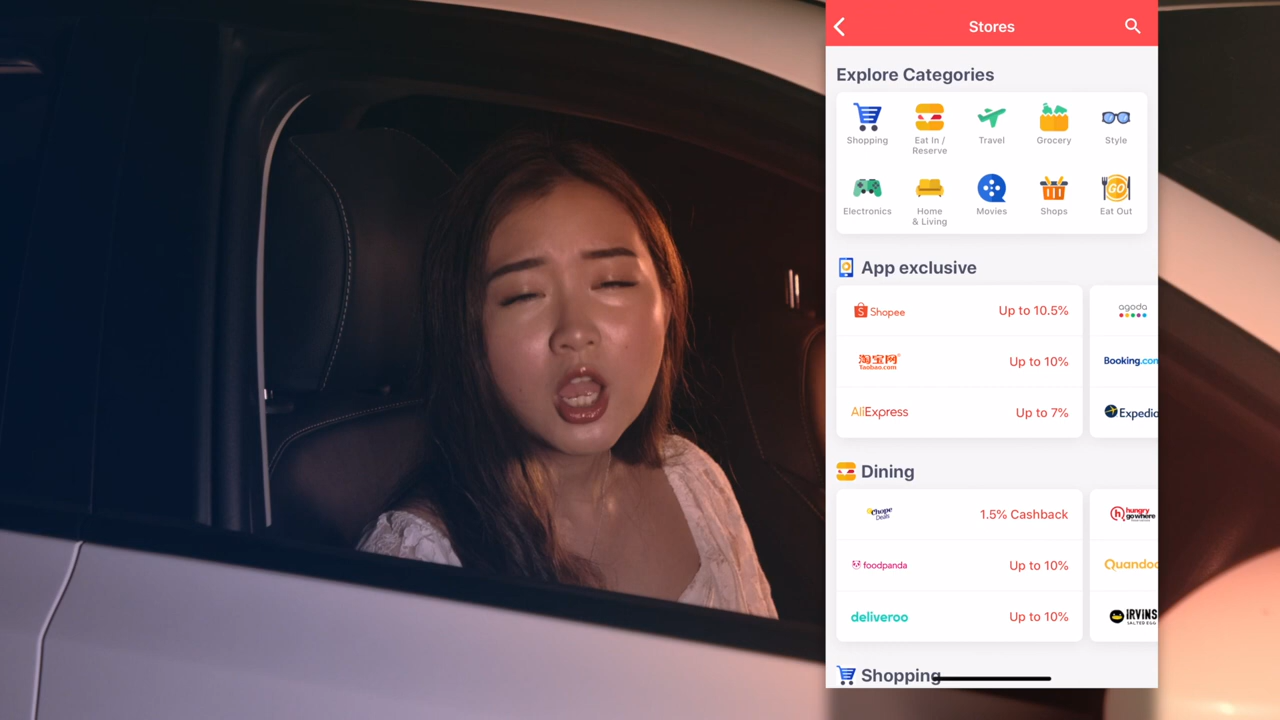 Stores
Explore Categories
Shopping
Eat In /
Reserve
Travel
Grocery
Style
Electronics
Home
& Living
Movies
Shops
GO
Eat Out
App exclusive
Shopee
Up to 10.5%
agoda
淘宝网
Taobao.com
Up to 10%
Booking.com
AliExpress
Up to 7%
Expedia
Dining
Chope
Deals
1.5% Cashback
hungry
gowhere
foodpanda
Up to 10%
Quandoo
deliveroo
Up to 10%
IRVINS
SALTED EGG
Shopping